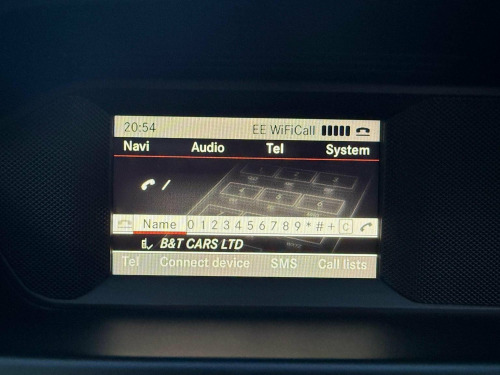 20:54 EE WiFiCall
Navi Audio Tel System
/
Name 0 1 2 3 4 5 6 7 8 9 * # + C
B&T CARS LTD
Tel Connect device SMS Call lists